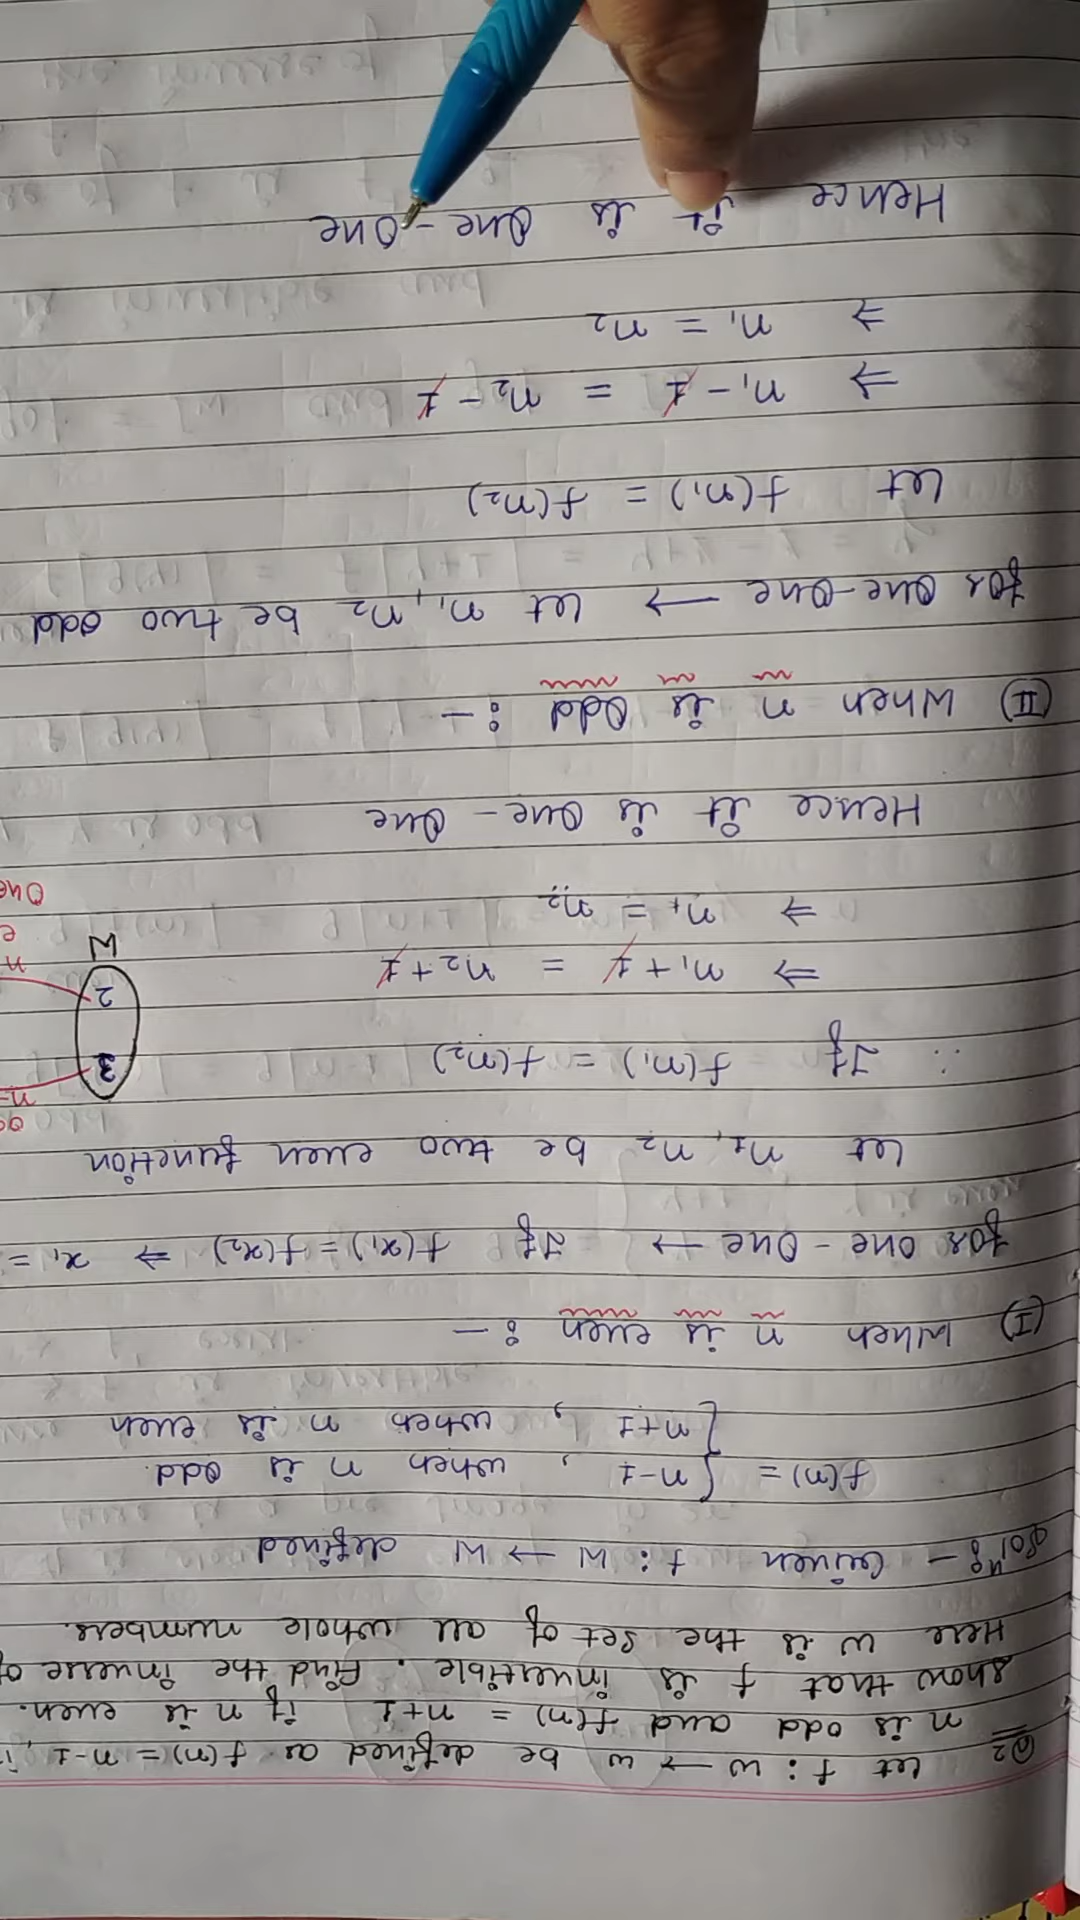 Q2 Let f : W → W be defined as f(n) = n-1, i
n is odd and f(n) = n+1 if n is even.
show that f is invertible. Find the inverse of
Here W is the set of all whole numbers.
Solⁿ:- Given f : W → W defined
f(n) = { n-1 , when n is odd
{ n+1 , when n is even
(I) when n is even :-
for one-one → If f(x₁) = f(x₂) ⇒ x₁ =
Let n₁, n₂ be two even function
∴ If f(n₁) = f(n₂)
⇒ n₁ + 1 = n₂ + 1
⇒ n₁ = n₂
Hence it is one-one
3
2
W
n=
n
e
one
(II) when n is odd :-
for one-one → Let n₁, n₂ be two odd
Let f(n₁) = f(n₂)
⇒ n₁ - 1 = n₂ - 1
⇒ n₁ = n₂
Hence it is one-one